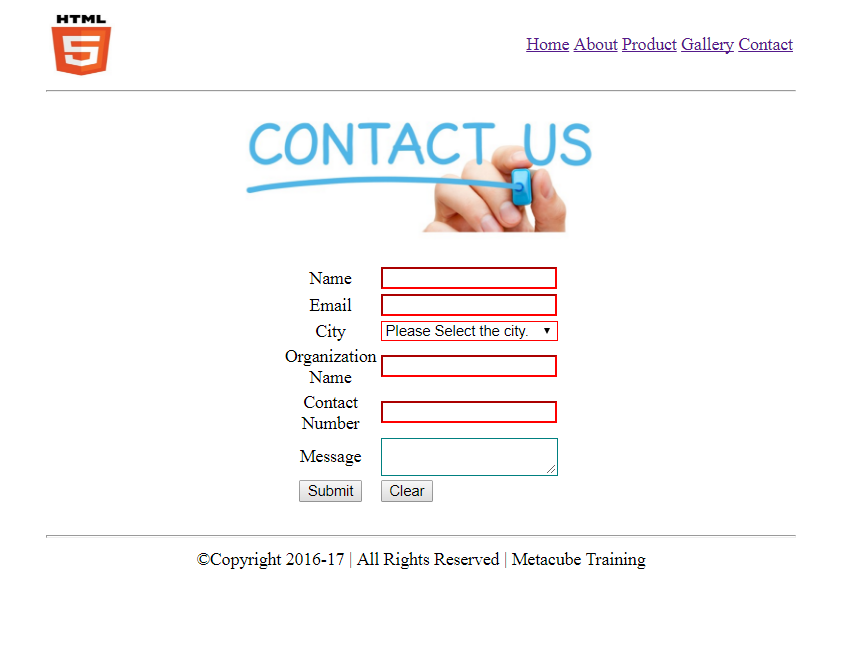 HTML
5
Home About Product Gallery Contact
CONTACT US
Name
Email
City
Please Select the city.
Organization
Name
Contact
Number
Message
Submit Clear
©Copyright 2016-17 | All Rights Reserved | Metacube Training